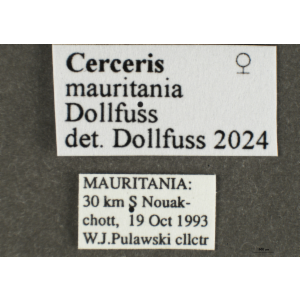 Cerceris ♀
mauritania
Dollfuss
det. Dollfuss 2024
MAURITANIA:
30 km S Nouak-
chott, 19 Oct 1993
W.J.Pulawski cllctr